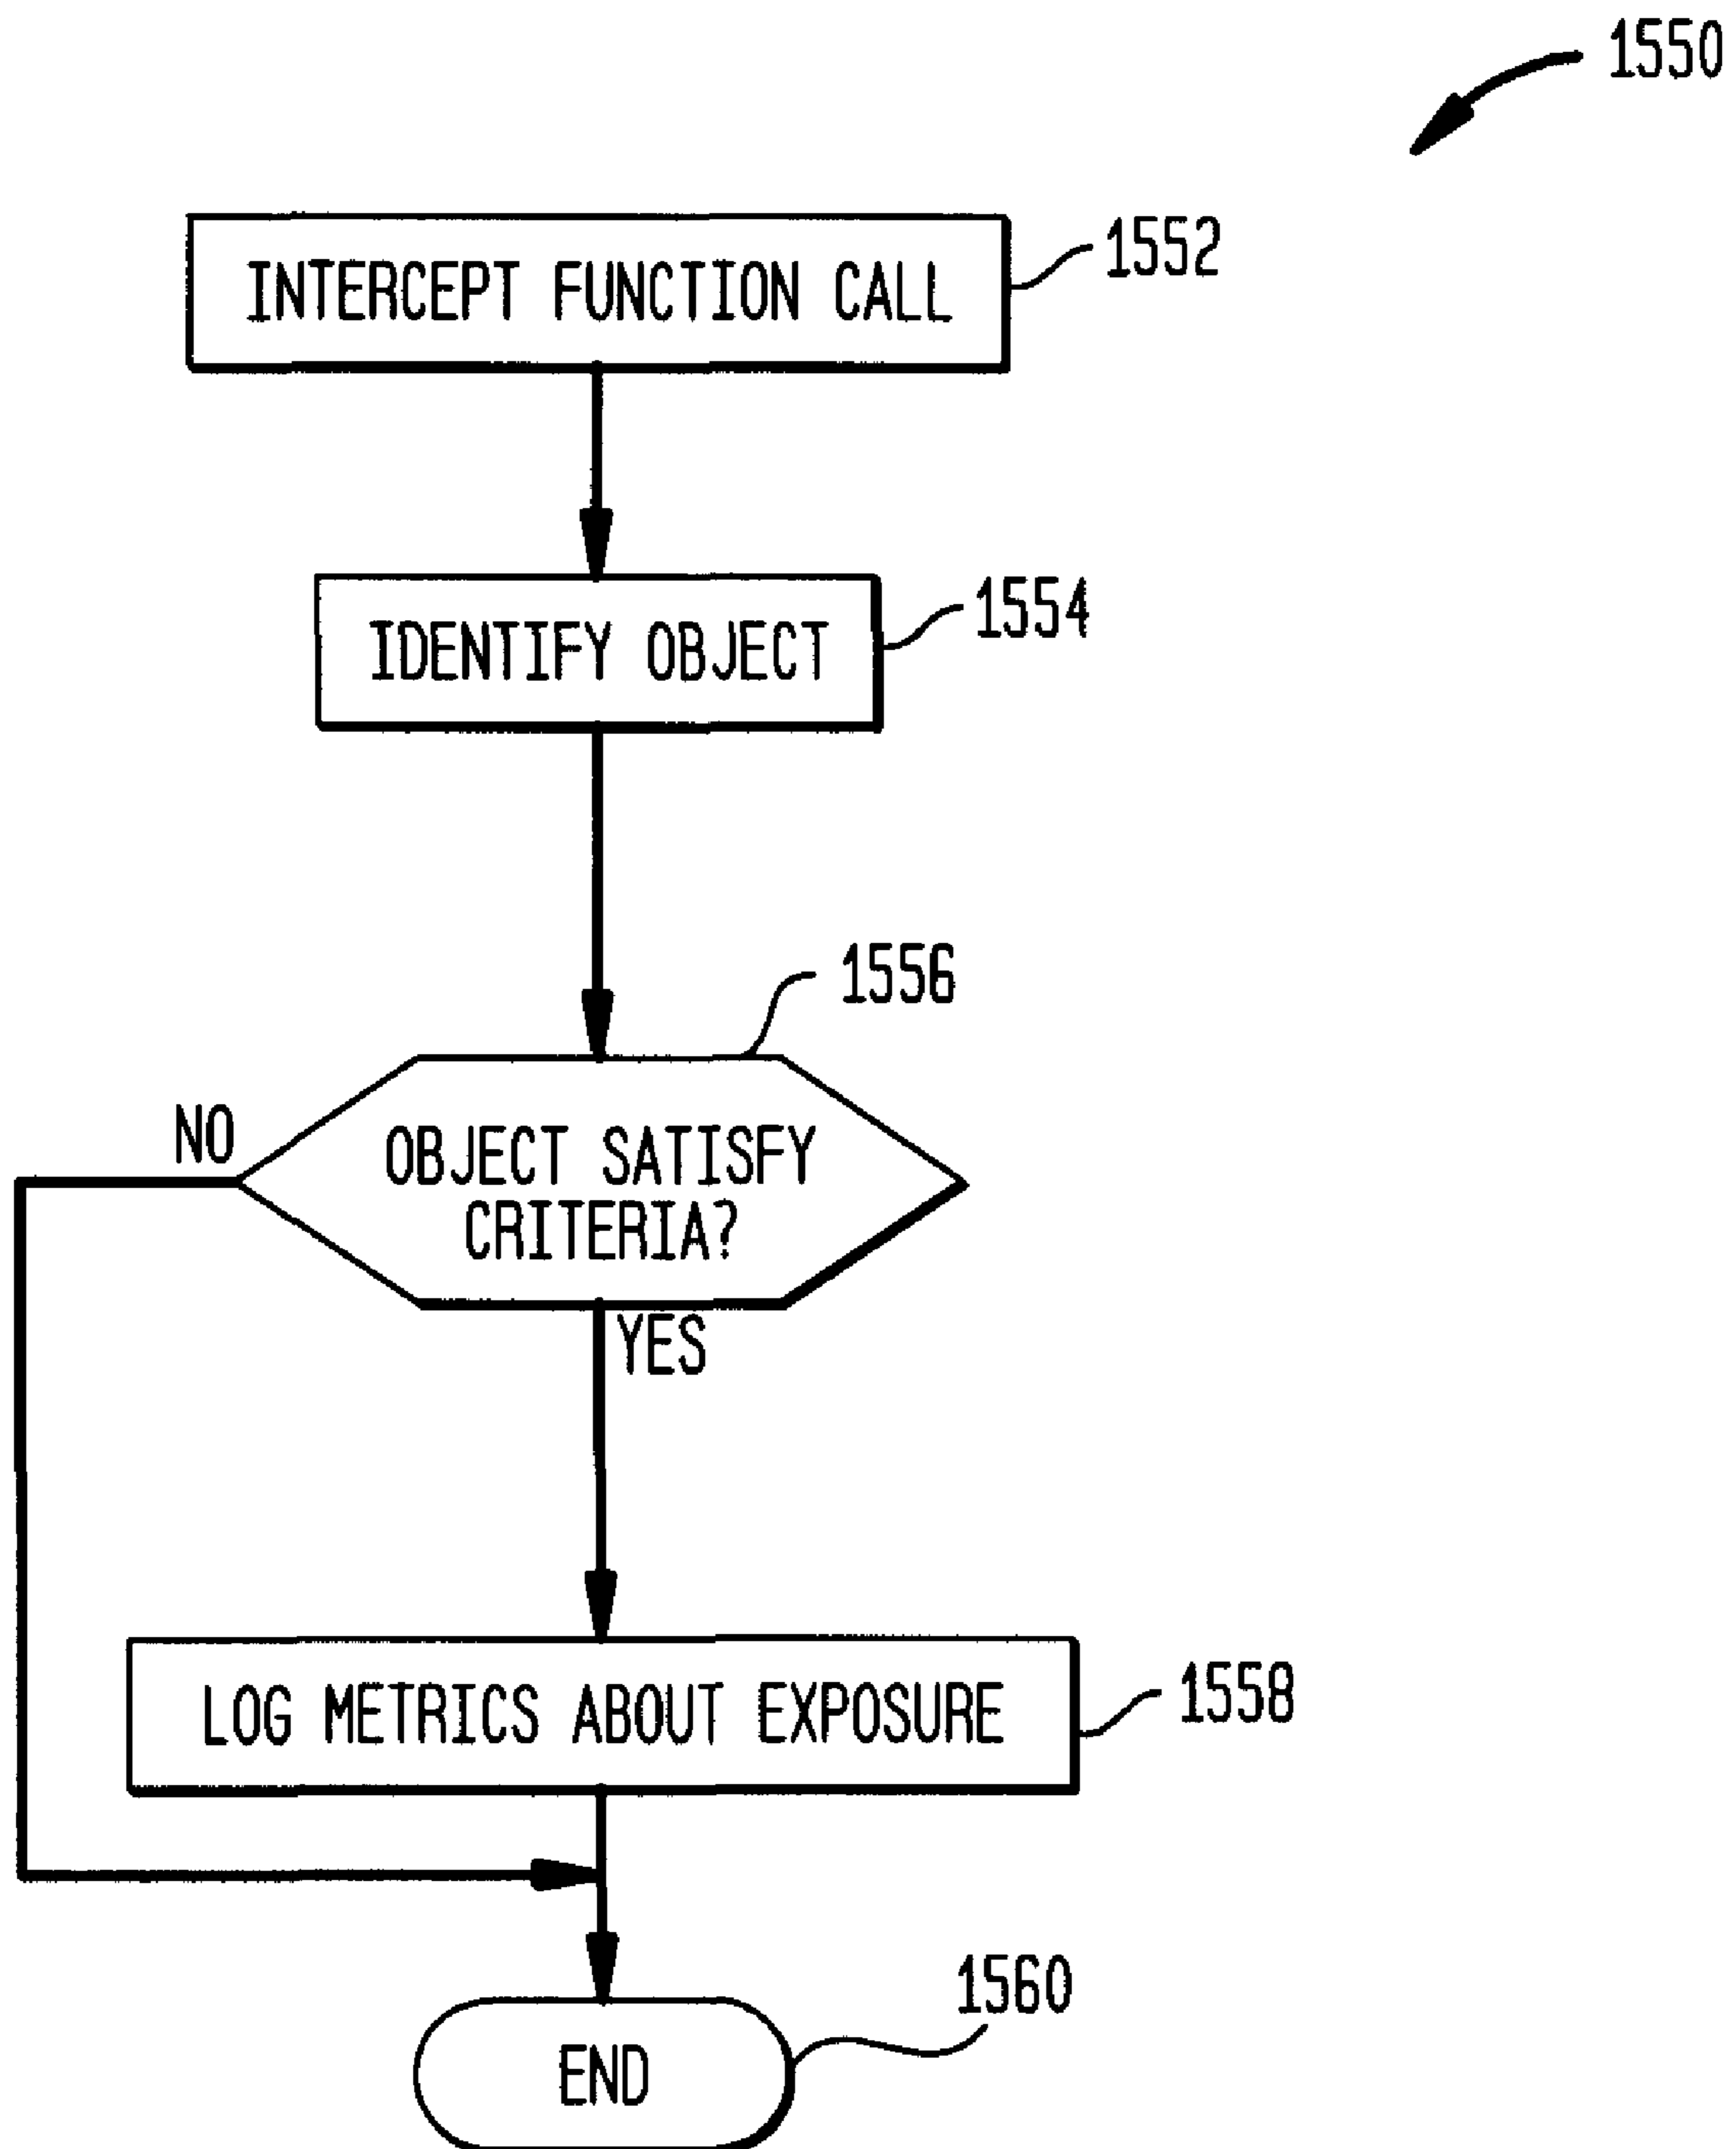 1550
INTERCEPT FUNCTION CALL
1552
IDENTIFY OBJECT
1554
1556
NO
OBJECT SATISFY
CRITERIA?
YES
LOG METRICS ABOUT EXPOSURE
1558
1560
END